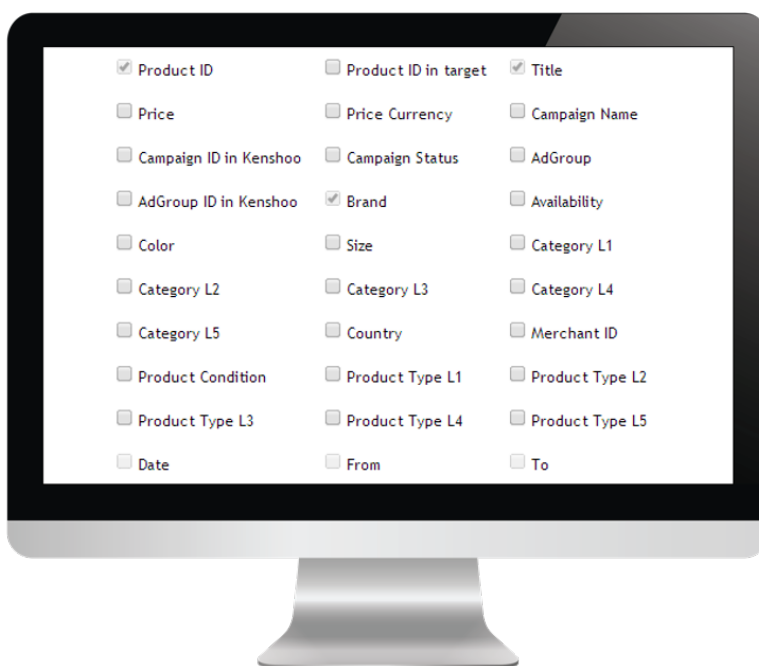 Product ID Product ID in target Title
Price Price Currency Campaign Name
Campaign ID in Kenshoo Campaign Status AdGroup
AdGroup ID in Kenshoo Brand Availability
Color Size Category L1
Category L2 Category L3 Category L4
Category L5 Country Merchant ID
Product Condition Product Type L1 Product Type L2
Product Type L3 Product Type L4 Product Type L5
Date From To